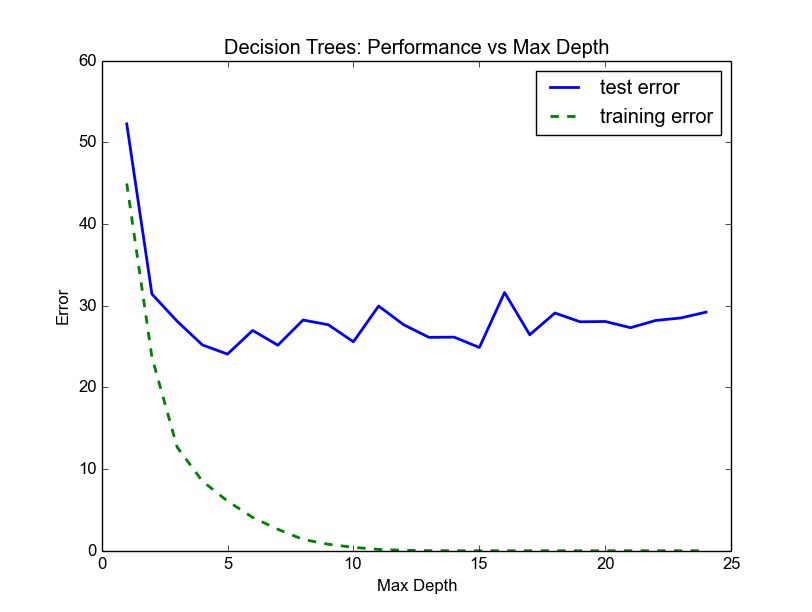 Decision Trees: Performance vs Max Depth
test error
training error
Error
60
50
40
30
20
10
0
0 5 10 15 20 25
Max Depth